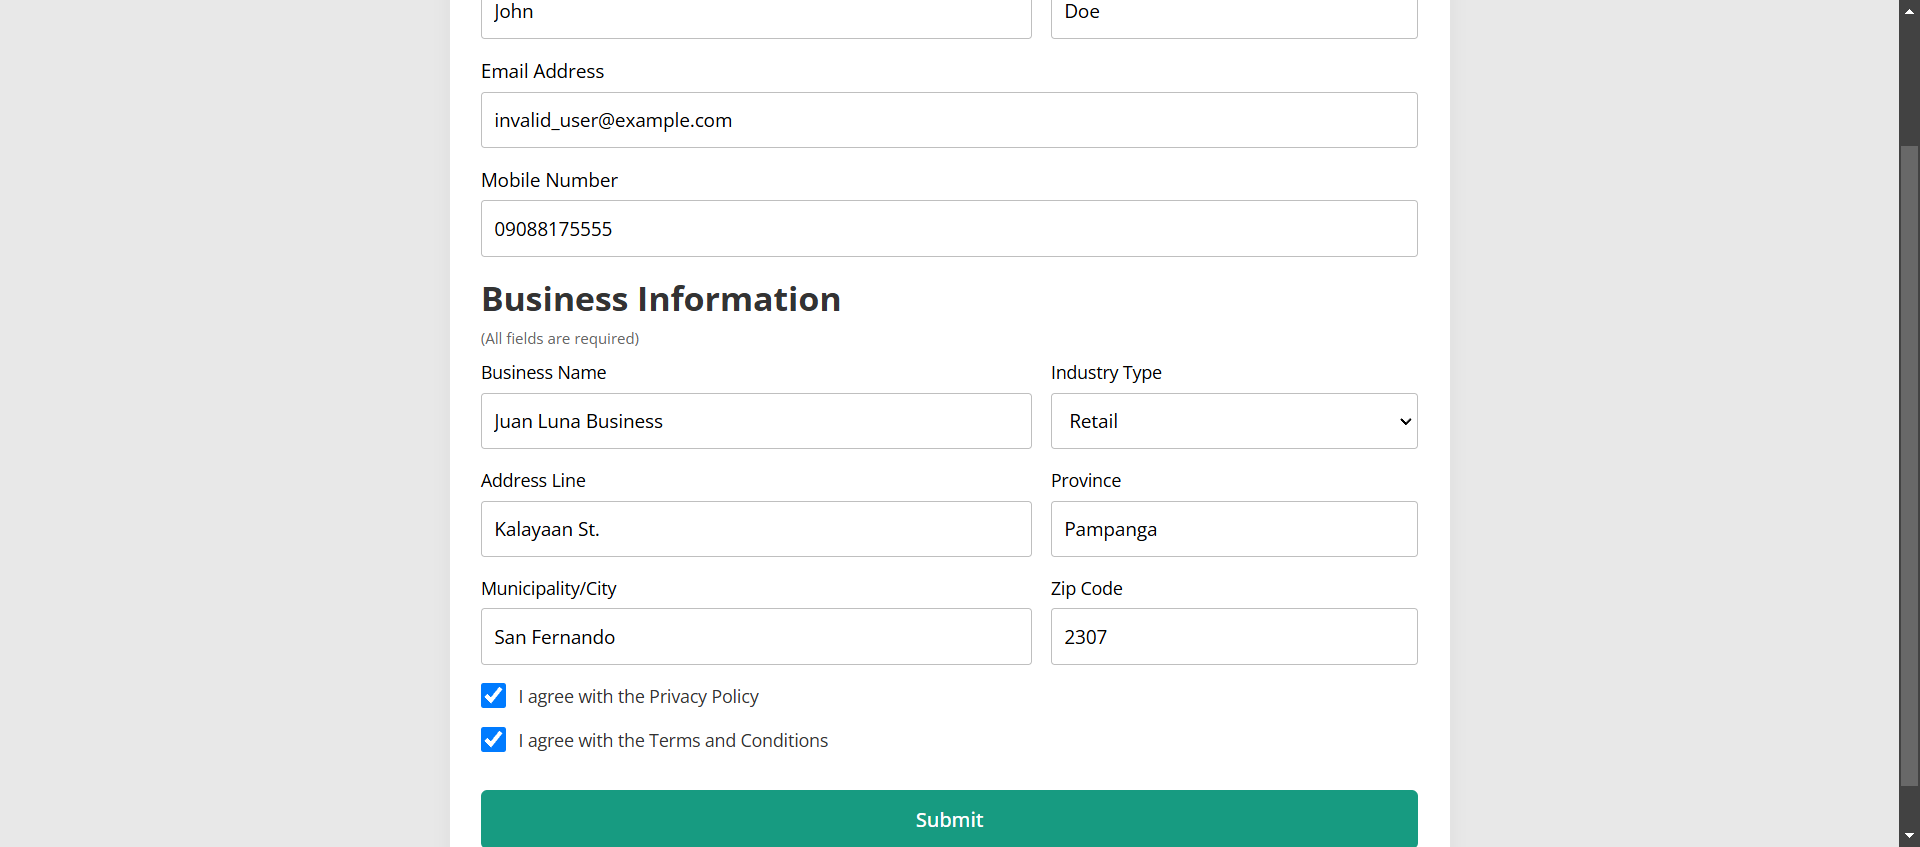 John
Doe
Email Address
invalid_user@example.com
Mobile Number
09088175555
Business Information
(All fields are required)
Business Name
Industry Type
Juan Luna Business
Retail
Address Line
Province
Kalayaan St.
Pampanga
Municipality/City
Zip Code
San Fernando
2307
I agree with the Privacy Policy
I agree with the Terms and Conditions
Submit